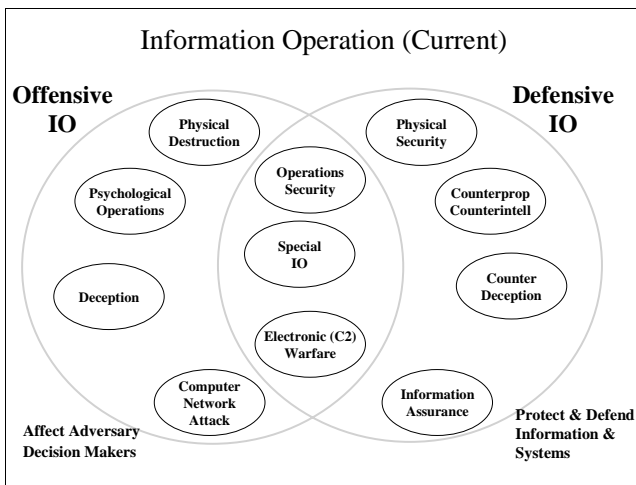 Information Operation (Current)
Offensive
IO
Defensive
IO
Physical
Destruction
Physical
Security
Operations
Security
Psychological
Operations
Counterprop
Counterintell
Special
IO
Deception
Counter
Deception
Electronic (C2)
Warfare
Computer
Network
Attack
Information
Assurance
Affect Adversary
Decision Makers
Protect & Defend
Information &
Systems